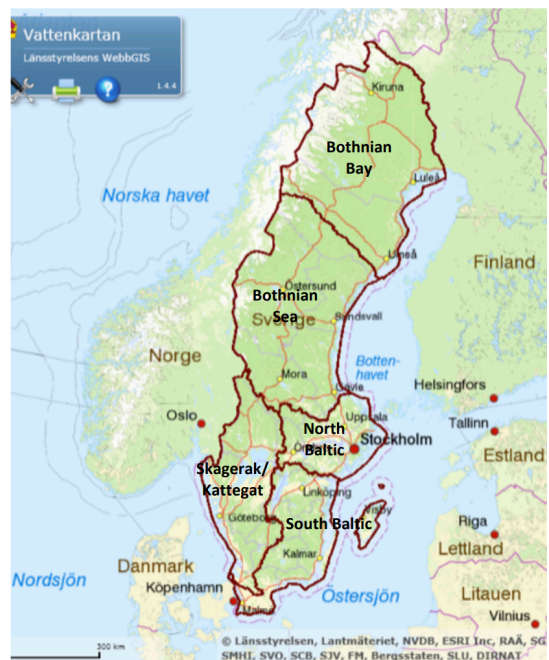 Vattenkartan
Länsstyrelsens WebbGIS
1.4.4
Kiruna
Bothnian
Bay
Luleå
Norska havet
Umeå
Finland
Östersund
Bothnian
Sea
Sverige
Sundsvall
Norge
Botten-
havet
Mora
Gävle
Helsingfors
Oslo
Uppsala
Tallinn
North
Baltic
Stockholm
Estland
Skagerak/
Kattegat
Linköping
Visby
Göteborg
South Baltic
Riga
Kalmar
Lettland
Danmark
Nordsjön
Köpenhamn
Östersjön
Litauen
Malmö
Vilnius
300 km
© Länsstyrelsen, Lantmäteriet, NVDB, ESRI Inc, RAÄ, SG
SMHI, SVO, SCB, SJV, FM, Bergsstaten, SLU, DIRNAT